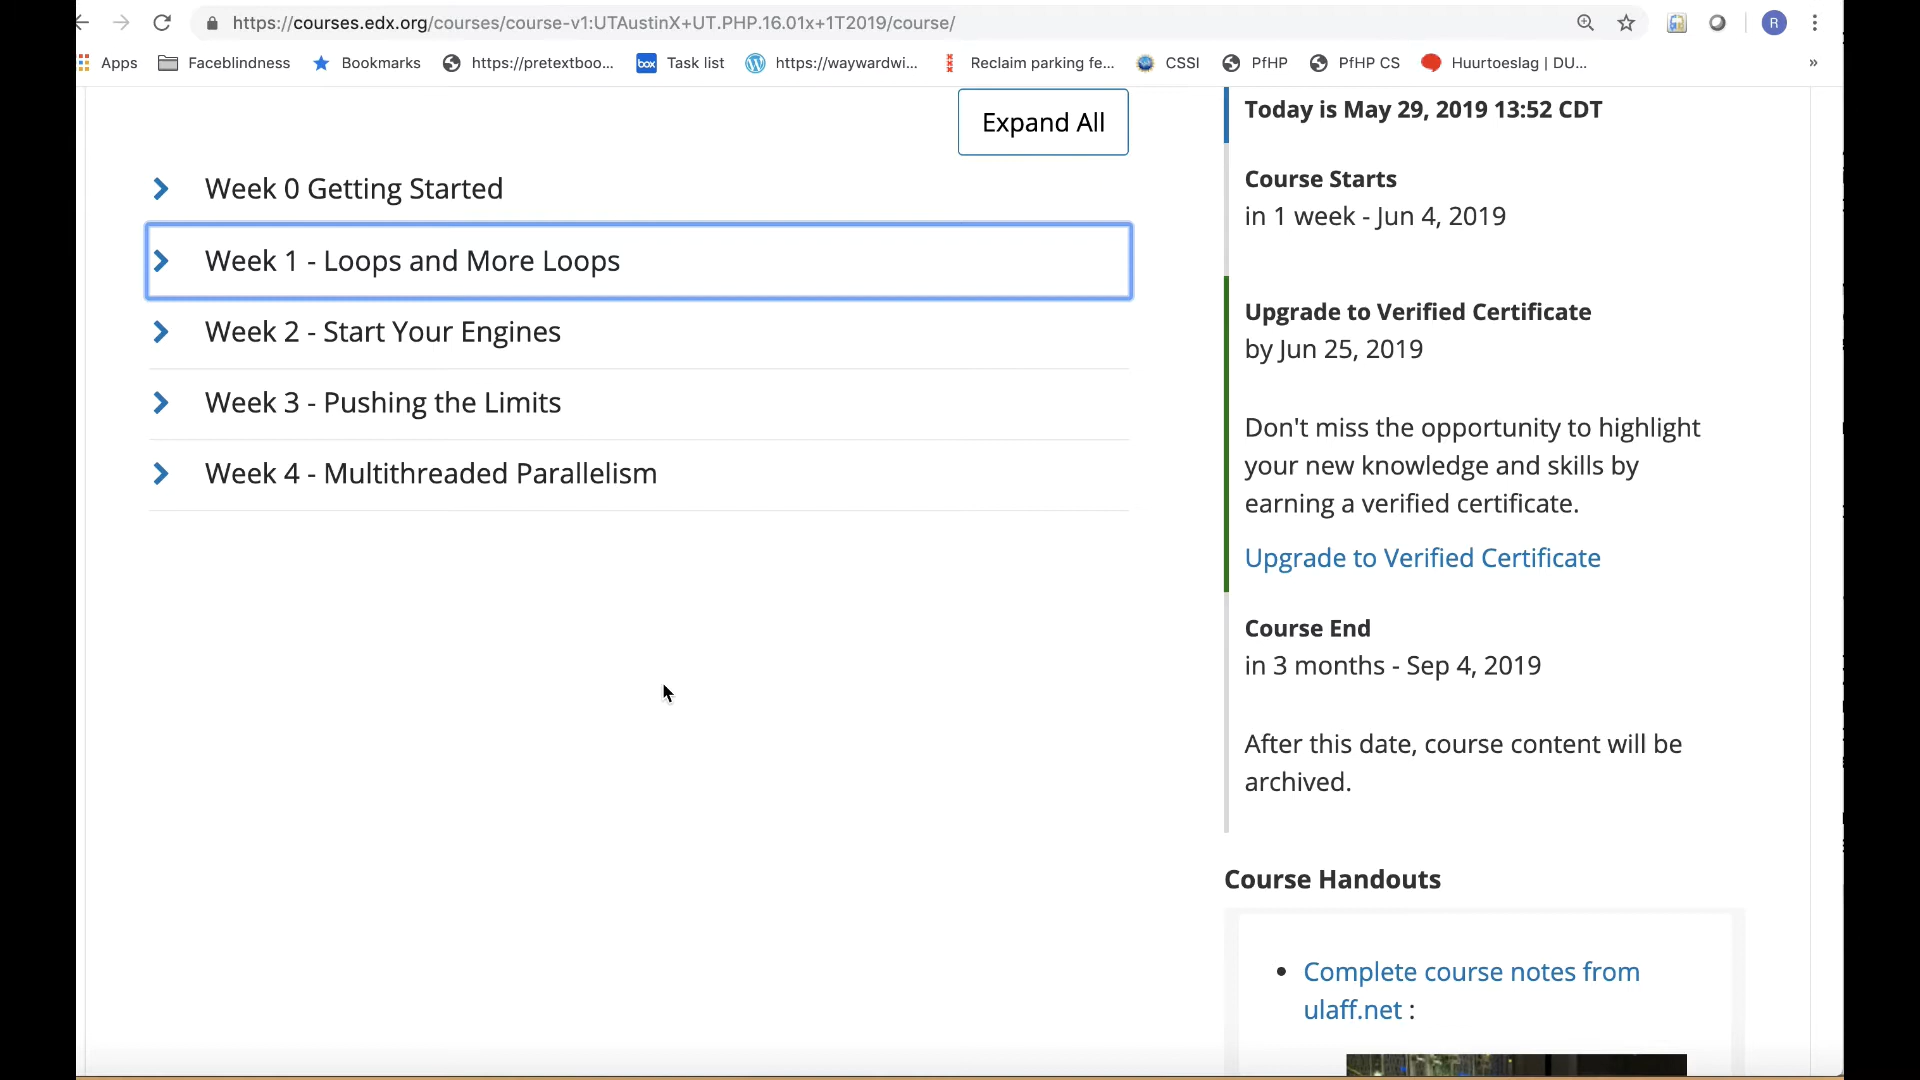 https://courses.edx.org/courses/course-v1:UTAustinX+UT.PHP.16.01x+1T2019/course/
R
Apps
Faceblindness
Bookmarks
https://pretextboo...
box
Task list
https://waywardwi...
Reclaim parking fe...
CSSI
PfHP
PfHP CS
Huurtoeslag | DU...
»
Expand All
Week 0 Getting Started
Week 1 - Loops and More Loops
Week 2 - Start Your Engines
Week 3 - Pushing the Limits
Week 4 - Multithreaded Parallelism
Today is May 29, 2019 13:52 CDT
Course Starts
in 1 week - Jun 4, 2019
Upgrade to Verified Certificate
by Jun 25, 2019
Don't miss the opportunity to highlight
your new knowledge and skills by
earning a verified certificate.
Upgrade to Verified Certificate
Course End
in 3 months - Sep 4, 2019
After this date, course content will be
archived.
Course Handouts
• Complete course notes from
ulaff.net :